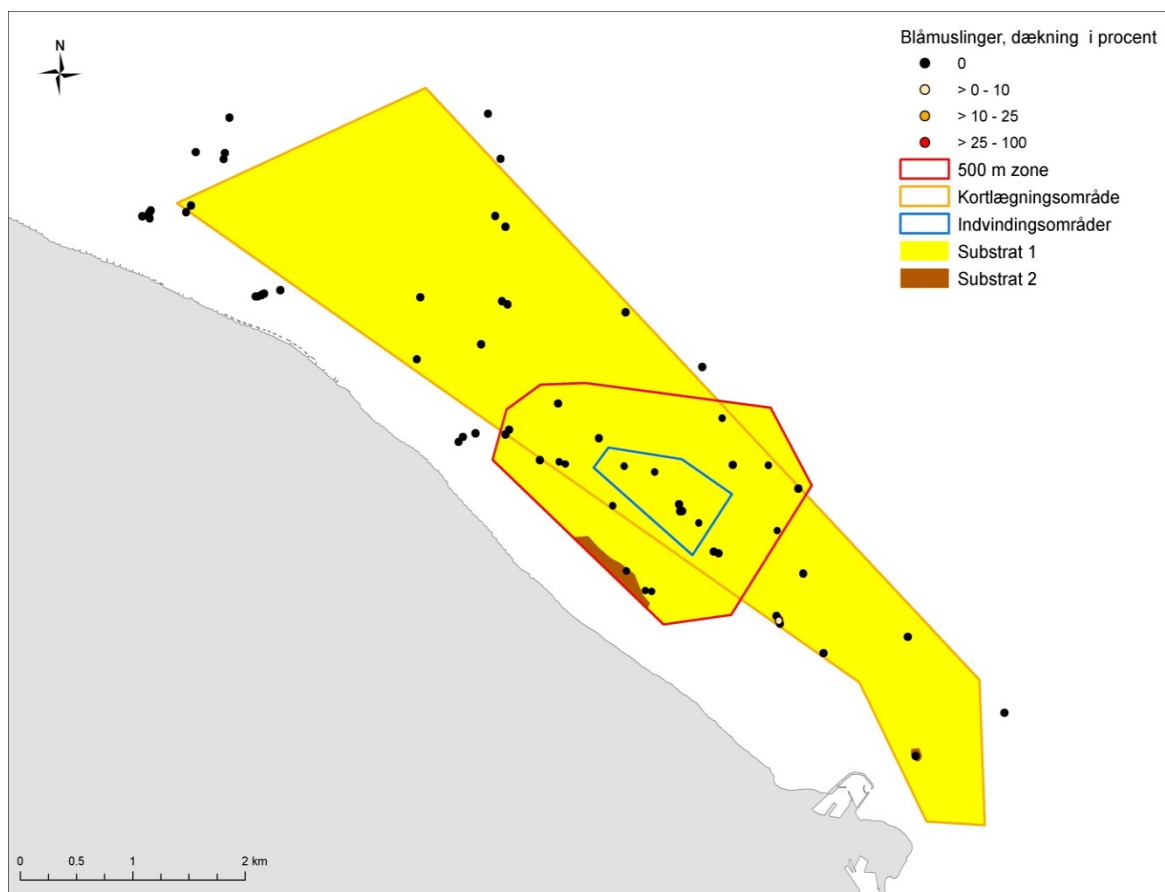 Blåmuslinger, dækning i procent
0
> 0 - 10
> 10 - 25
> 25 - 100
500 m zone
Kortlægningsområde
Indvindingsområder
Substrat 1
Substrat 2
N
0 0.5 1 2 km